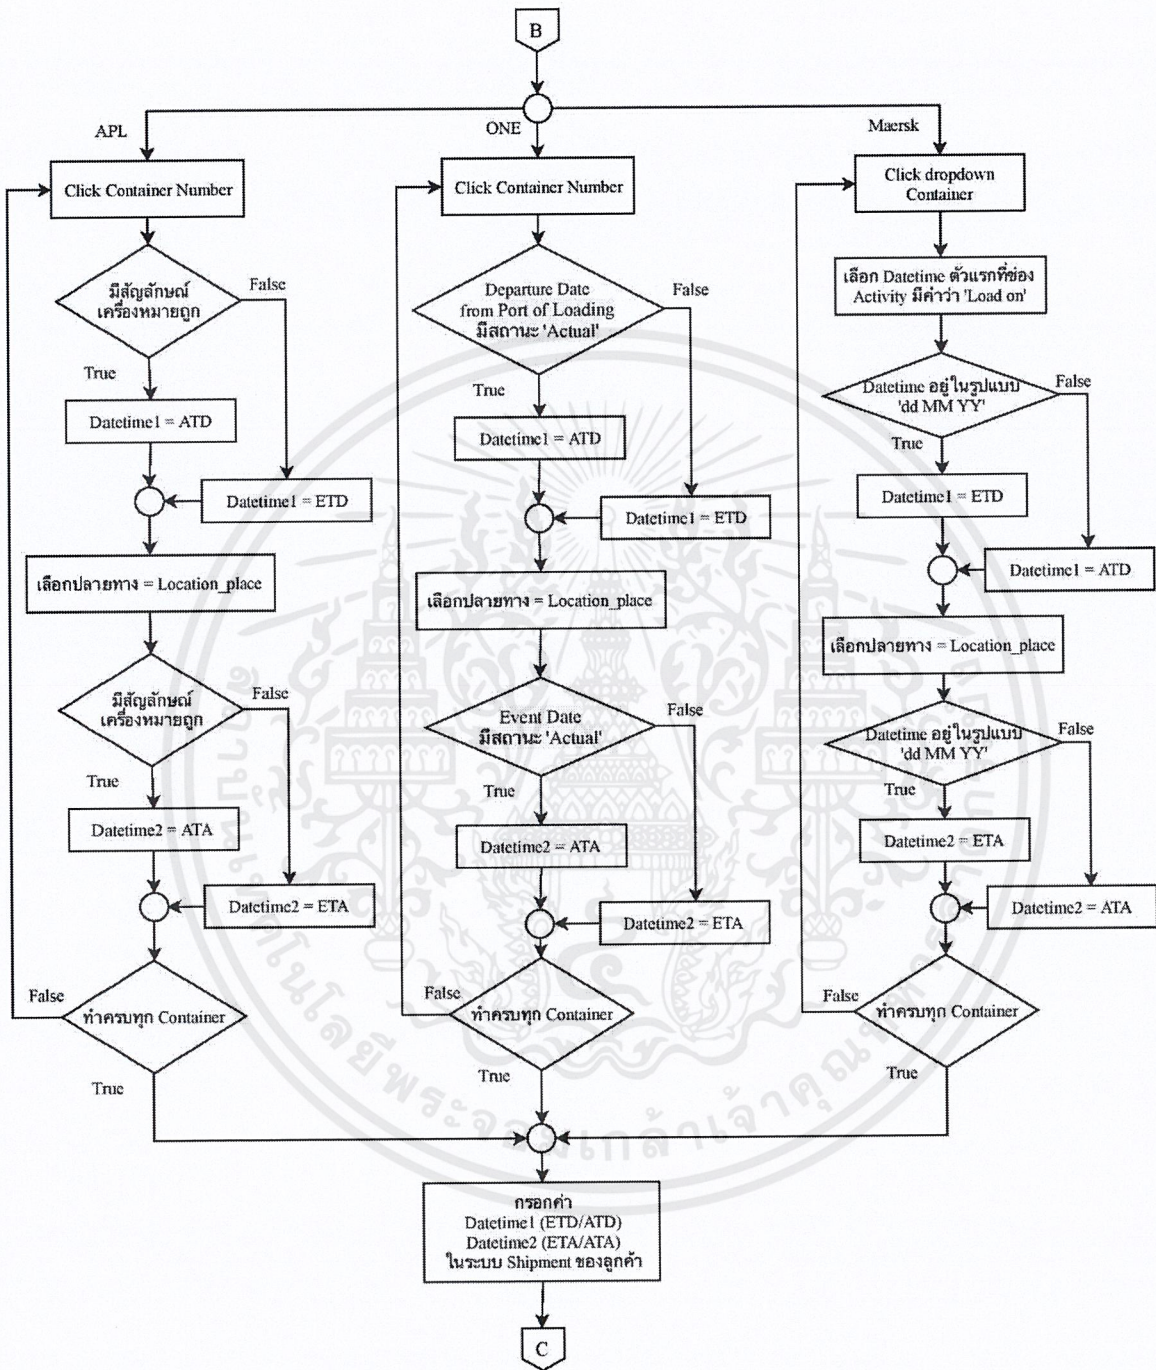 B
APL
ONE
Maersk
Click Container Number
มีสัญลักษณ์
เครื่องหมายถูก
False
True
Datetime1 = ATD
Datetime1 = ETD
เลือกปลายทาง = Location_place
มีสัญลักษณ์
เครื่องหมายถูก
False
True
Datetime2 = ATA
Datetime2 = ETA
False
ทำครบทุก Container
True
Click Container Number
Departure Date
from Port of Loading
มีสถานะ 'Actual'
False
True
Datetime1 = ATD
Datetime1 = ETD
เลือกปลายทาง = Location_place
Event Date
มีสถานะ 'Actual'
False
True
Datetime2 = ATA
Datetime2 = ETA
False
ทำครบทุก Container
True
Click dropdown
Container
เลือก Datetime ตัวแรกที่ช่อง
Activity มีค่าว่า 'Load on'
Datetime อยู่ในรูปแบบ
'dd MM YY'
False
True
Datetime1 = ETD
Datetime1 = ATD
เลือกปลายทาง = Location_place
Datetime อยู่ในรูปแบบ
'dd MM YY'
False
True
Datetime2 = ETA
Datetime2 = ATA
False
ทำครบทุก Container
True
กรอกค่า
Datetime1 (ETD/ATD)
Datetime2 (ETA/ATA)
ในระบบ Shipment ของลูกค้า
C